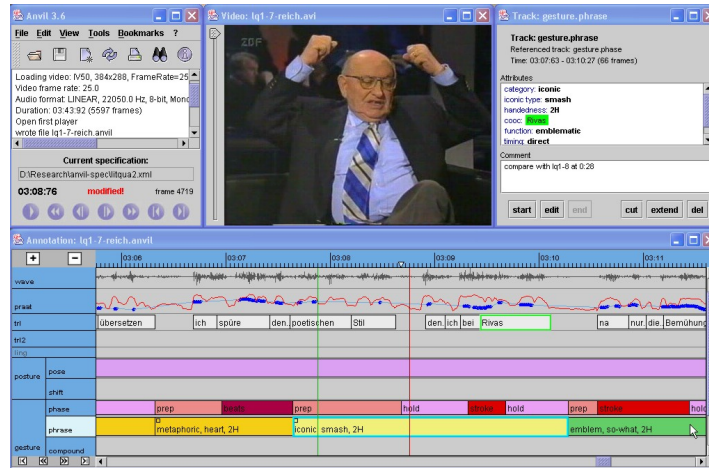 Anvil 3.6
File Edit View Tools Bookmarks ?
Loading video: IV50, 384x288, FrameRate=25
Video frame rate: 25.0
Audio format: LINEAR, 22050.0 Hz, 8-bit, Mono
Duration: 03:43:92 (5597 frames)
Open first player
wrote file lq1-7-reich.anvil
Current specification:
D:\Research\anvil-spec\litqua2.xml
03:08:76 modified! frame 4719
Video: lq1-7-reich.avi
ZDF
Track: gesture.phrase
Track: gesture.phrase
Referenced track: gesture.phase
Time: 03:07:63 - 03:10:27 (66 frames)
Attributes
category: iconic
iconic type: smash
handedness: 2H
cooc: Rivas
function: emblematic
timing: direct
Comment
compare with lq1-8 at 0:28
start edit end cut extend del
Annotation: lq1-7-reich.anvil
+ - 03:06 03:07 03:08 03:09 03:10 03:11
wave
praat
trl übersetzen ich spüre den.. poetischen Stil den.. ich bei Rivas na nur.. die.. Bemühung
trl2
ling
posture pose
shift
phase prep beats prep hold stroke hold prep stroke hold
phrase metaphoric, heart, 2H iconic, smash, 2H emblem, so-what, 2H
gesture compound